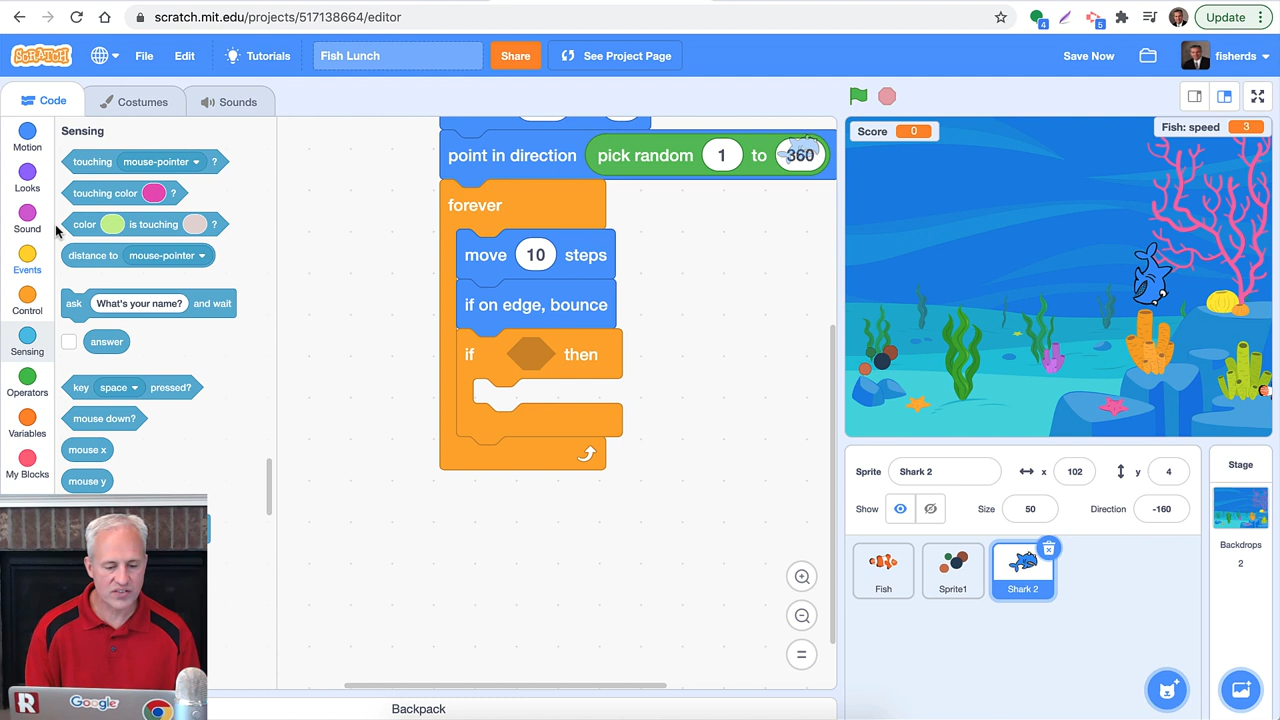 scratch.mit.edu/projects/517138664/editor
4
5
Update
SCRATCH
File
Edit
Tutorials
Fish Lunch
Share
See Project Page
Save Now
fisherds
Code
Costumes
Sounds
Motion
Looks
Sound
Events
Control
Sensing
Operators
Variables
My Blocks
Sensing
touching mouse-pointer ?
touching color ?
color is touching ?
distance to mouse-pointer
ask What's your name? and wait
answer
key space pressed?
mouse down?
mouse x
mouse y
point in direction pick random 1 to 360
forever
move 10 steps
if on edge, bounce
if then
Score 0
Fish: speed 3
Sprite Shark 2 x 102 y 4
Show Size 50 Direction -160
Fish
Sprite1
Shark 2
Stage
Backdrops
2
Backpack
Google